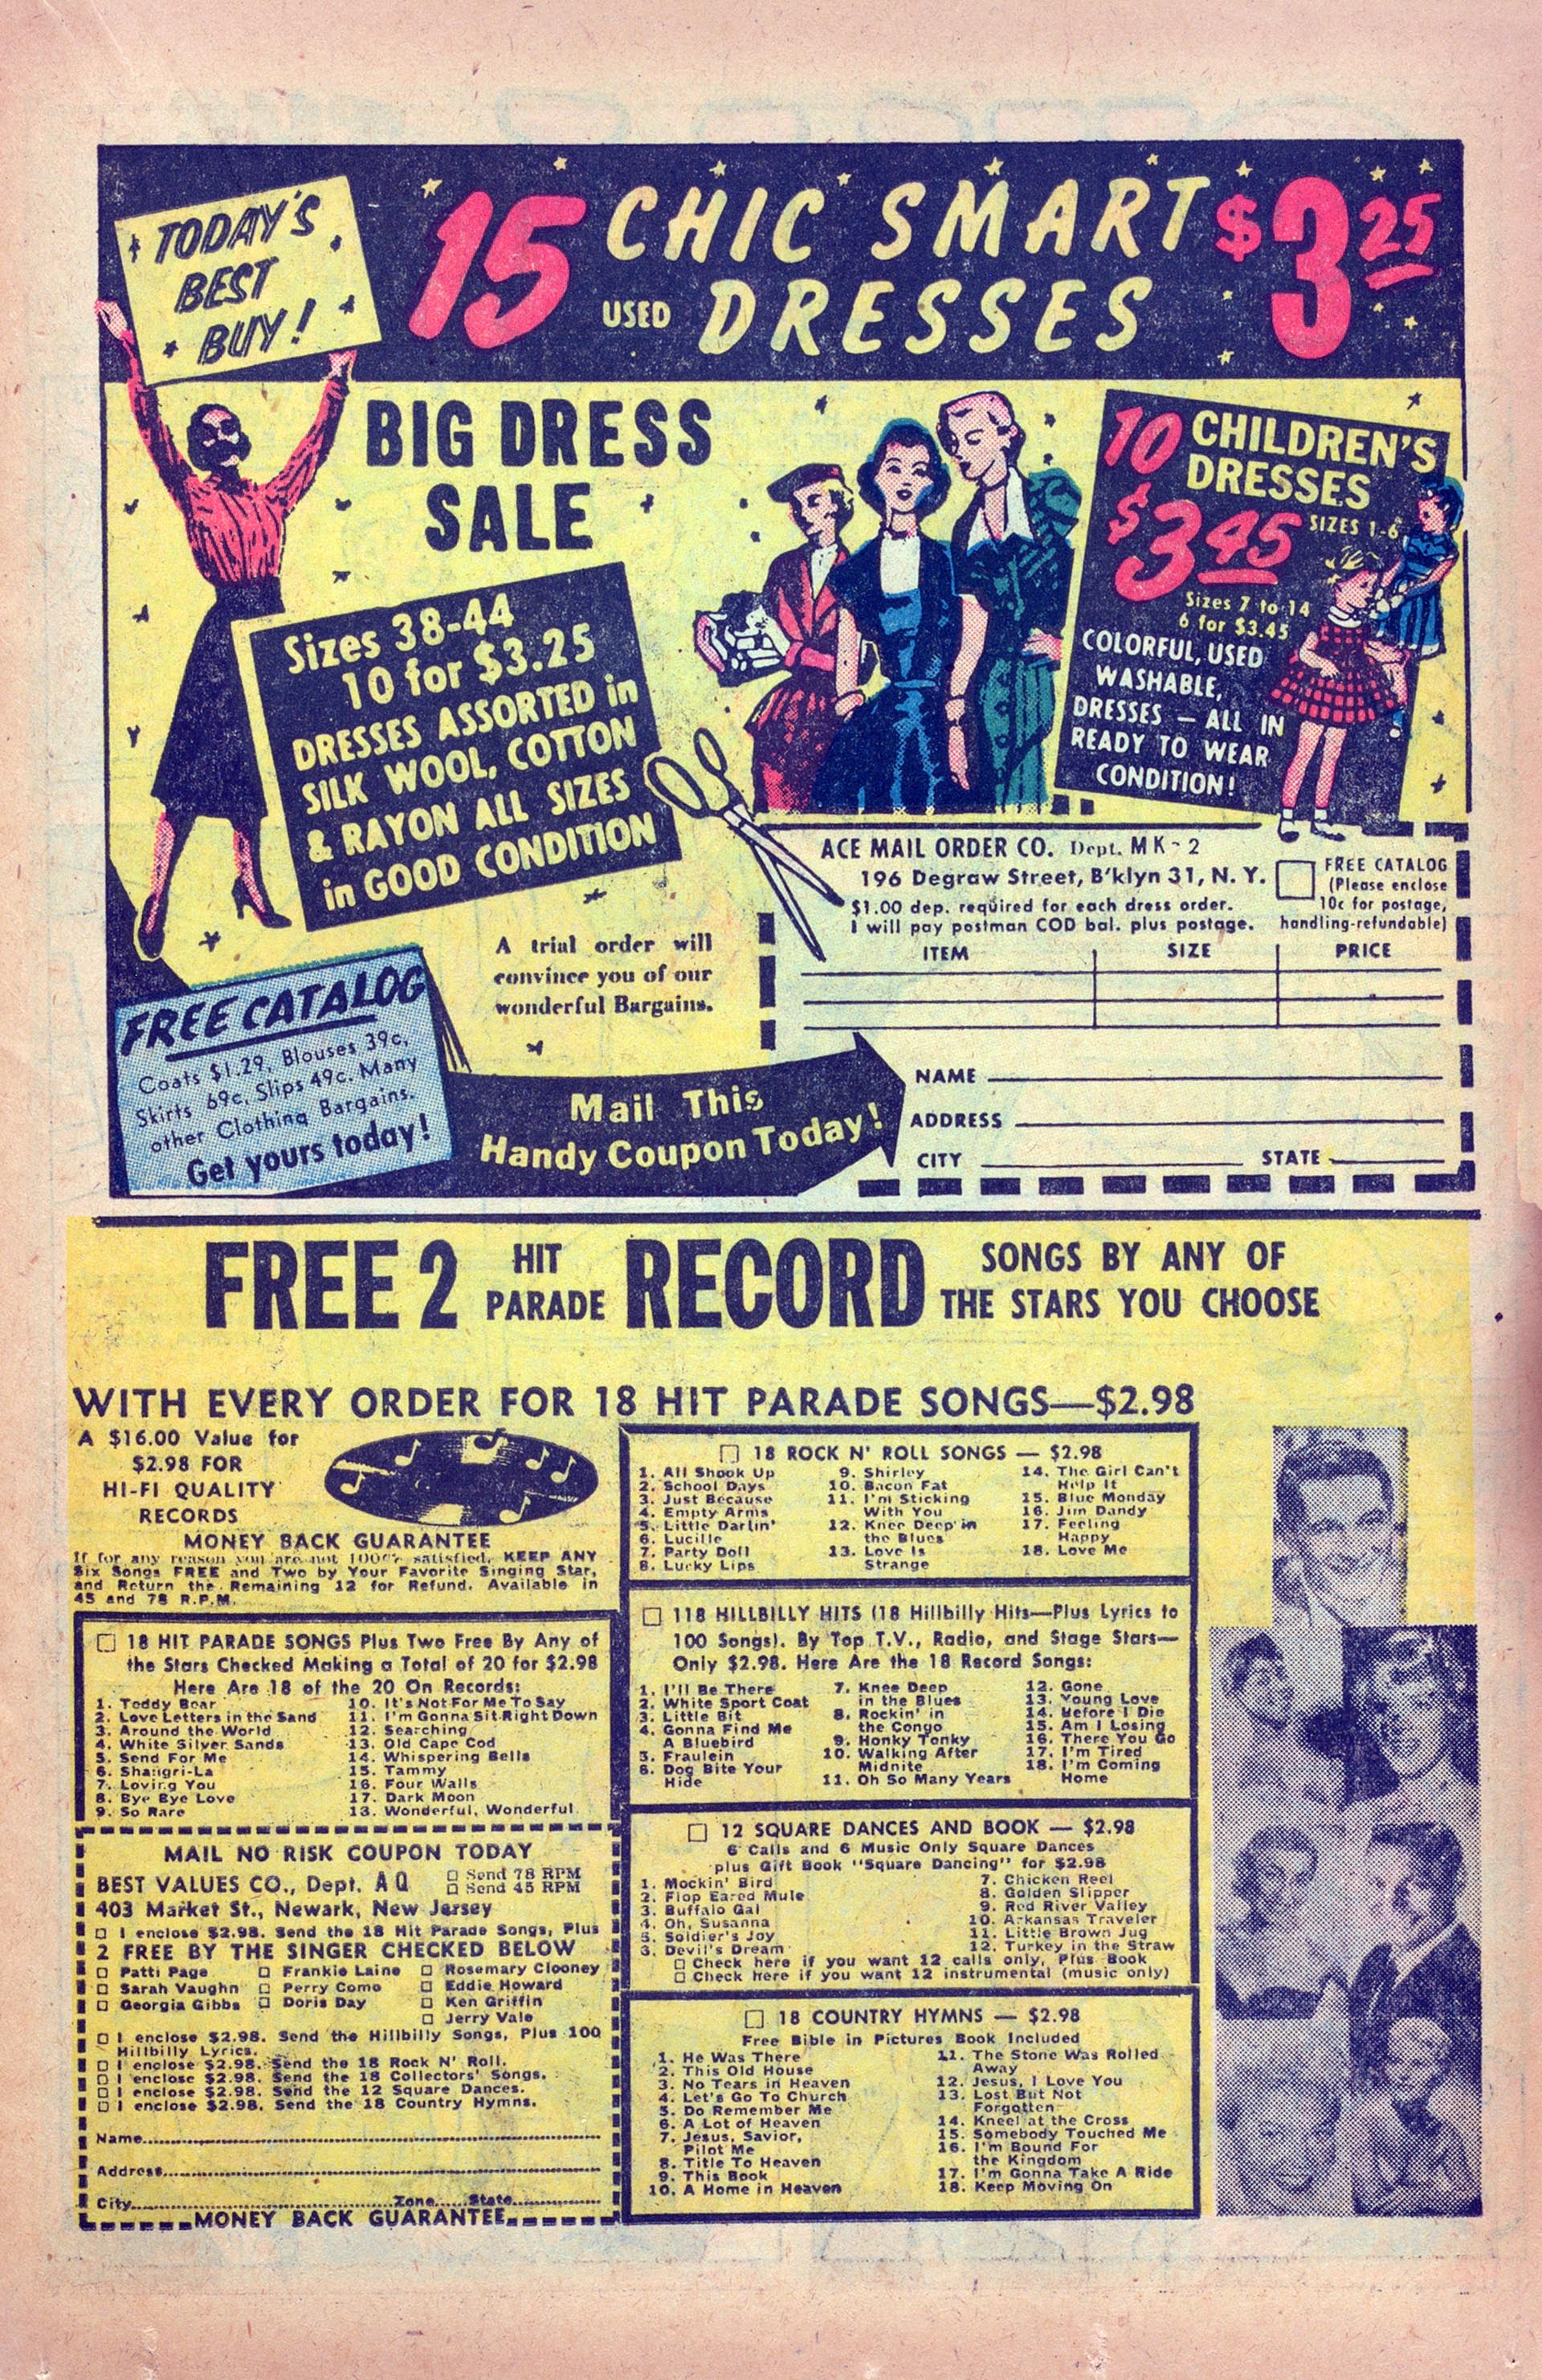 TODAY'S
BEST
BUY!
15 CHIC SMART $3.25
USED DRESSES
BIG DRESS
SALE
Sizes 38-44
10 for $3.25
DRESSES ASSORTED in
SILK WOOL, COTTON
& RAYON ALL SIZES
in GOOD CONDITION
10 CHILDREN'S
DRESSES
$3.45 SIZES 1-6
Sizes 7 to 14
6 for $3.45
COLORFUL, USED
WASHABLE,
DRESSES — ALL IN
READY TO WEAR
CONDITION!
A trial order will
convince you of our
wonderful Bargains.
FREE CATALOG
Coats $1.29, Blouses 39c,
Skirts 69c, Slips 49c. Many
other Clothing Bargains.
Get yours today!
Mail This
Handy Coupon Today!
ACE MAIL ORDER CO. Dept. MK-2
196 Degraw Street, B'klyn 31, N. Y.
$1.00 dep. required for each dress order.
I will pay postman COD bal. plus postage.
FREE CATALOG
(Please enclose
10c for postage,
handling-refundable)
ITEM SIZE PRICE
NAME
ADDRESS
CITY STATE
FREE 2 HIT PARADE RECORD SONGS BY ANY OF
THE STARS YOU CHOOSE
WITH EVERY ORDER FOR 18 HIT PARADE SONGS—$2.98
A $16.00 Value for
$2.98 FOR
HI-FI QUALITY
RECORDS
MONEY BACK GUARANTEE
If for any reason you are not 100% satisfied, KEEP ANY
Six Songs FREE and Two by Your Favorite Singing Star,
and Return the Remaining 12 for Refund. Available in
45 and 78 R.P.M.
18 HIT PARADE SONGS Plus Two Free By Any of
the Stars Checked Making a Total of 20 for $2.98
Here Are 18 of the 20 On Records:
1. Teddy Bear
2. Love Letters in the Sand
3. Around the World
4. White Silver Sands
5. Send For Me
6. Shangri-La
7. Loving You
8. Bye Bye Love
9. So Rare
10. It's Not For Me To Say
11. I'm Gonna Sit Right Down
12. Searching
13. Old Cape Cod
14. Whispering Bells
15. Tammy
16. Four Walls
17. Dark Moon
13. Wonderful, Wonderful
MAIL NO RISK COUPON TODAY
BEST VALUES CO., Dept. AQ
Send 78 RPM
Send 45 RPM
403 Market St., Newark, New Jersey
I enclose $2.98. Send the 18 Hit Parade Songs, Plus
2 FREE BY THE SINGER CHECKED BELOW
Patti Page Frankie Laine Rosemary Clooney
Sarah Vaughn Perry Como Eddie Howard
Georgia Gibbs Doris Day Ken Griffin
Jerry Vale
I enclose $2.98. Send the Hillbilly Songs, Plus 100
Hillbilly Lyrics.
I enclose $2.98. Send the 18 Rock N' Roll.
I enclose $2.98. Send the 18 Collectors' Songs.
I enclose $2.98. Send the 12 Square Dances.
I enclose $2.98. Send the 18 Country Hymns.
Name
Address
City Zone State
MONEY BACK GUARANTEE
18 ROCK N' ROLL SONGS — $2.98
1. All Shook Up
2. School Days
3. Just Because
4. Empty Arms
5. Little Darlin'
6. Lucille
7. Party Doll
8. Lucky Lips
9. Shirley
10. Bacon Fat
11. I'm Sticking
With You
12. Knee Deep in
the Blues
13. Love Is
Strange
14. The Girl Can't
Help It
15. Blue Monday
16. Jim Dandy
17. Feeling
Happy
18. Love Me
118 HILLBILLY HITS (18 Hillbilly Hits—Plus Lyrics to
100 Songs). By Top T.V., Radio, and Stage Stars—
Only $2.98. Here Are the 18 Record Songs:
1. I'll Be There
2. White Sport Coat
3. Little Bit
4. Gonna Find Me
A Bluebird
5. Fraulein
6. Dog Bite Your
Hide
7. Knee Deep
in the Blues
8. Rockin' in
the Congo
9. Honky Tonky
10. Walking After
Midnite
11. Oh So Many Years
12. Gone
13. Young Love
14. Before I Die
15. Am I Losing
16. There You Go
17. I'm Tired
18. I'm Coming
Home
12 SQUARE DANCES AND BOOK — $2.98
6 Calls and 6 Music Only Square Dances
plus Gift Book "Square Dancing" for $2.98
1. Mockin' Bird
2. Flop Eared Mule
3. Buffalo Gal
4. Oh, Susanna
5. Soldier's Joy
3. Devil's Dream
7. Chicken Reel
8. Golden Slipper
9. Red River Valley
10. Arkansas Traveler
11. Little Brown Jug
12. Turkey in the Straw
Check here if you want 12 calls only, Plus Book
Check here if you want 12 instrumental (music only)
18 COUNTRY HYMNS — $2.98
Free Bible in Pictures Book Included
1. He Was There
2. This Old House
3. No Tears in Heaven
4. Let's Go To Church
5. Do Remember Me
6. A Lot of Heaven
7. Jesus, Savior,
Pilot Me
8. Title To Heaven
9. This Book
10. A Home in Heaven
11. The Stone Was Rolled
Away
12. Jesus, I Love You
13. Lost But Not
Forgotten
14. Kneel at the Cross
15. Somebody Touched Me
16. I'm Bound For
the Kingdom
17. I'm Gonna Take A Ride
18. Keep Moving On